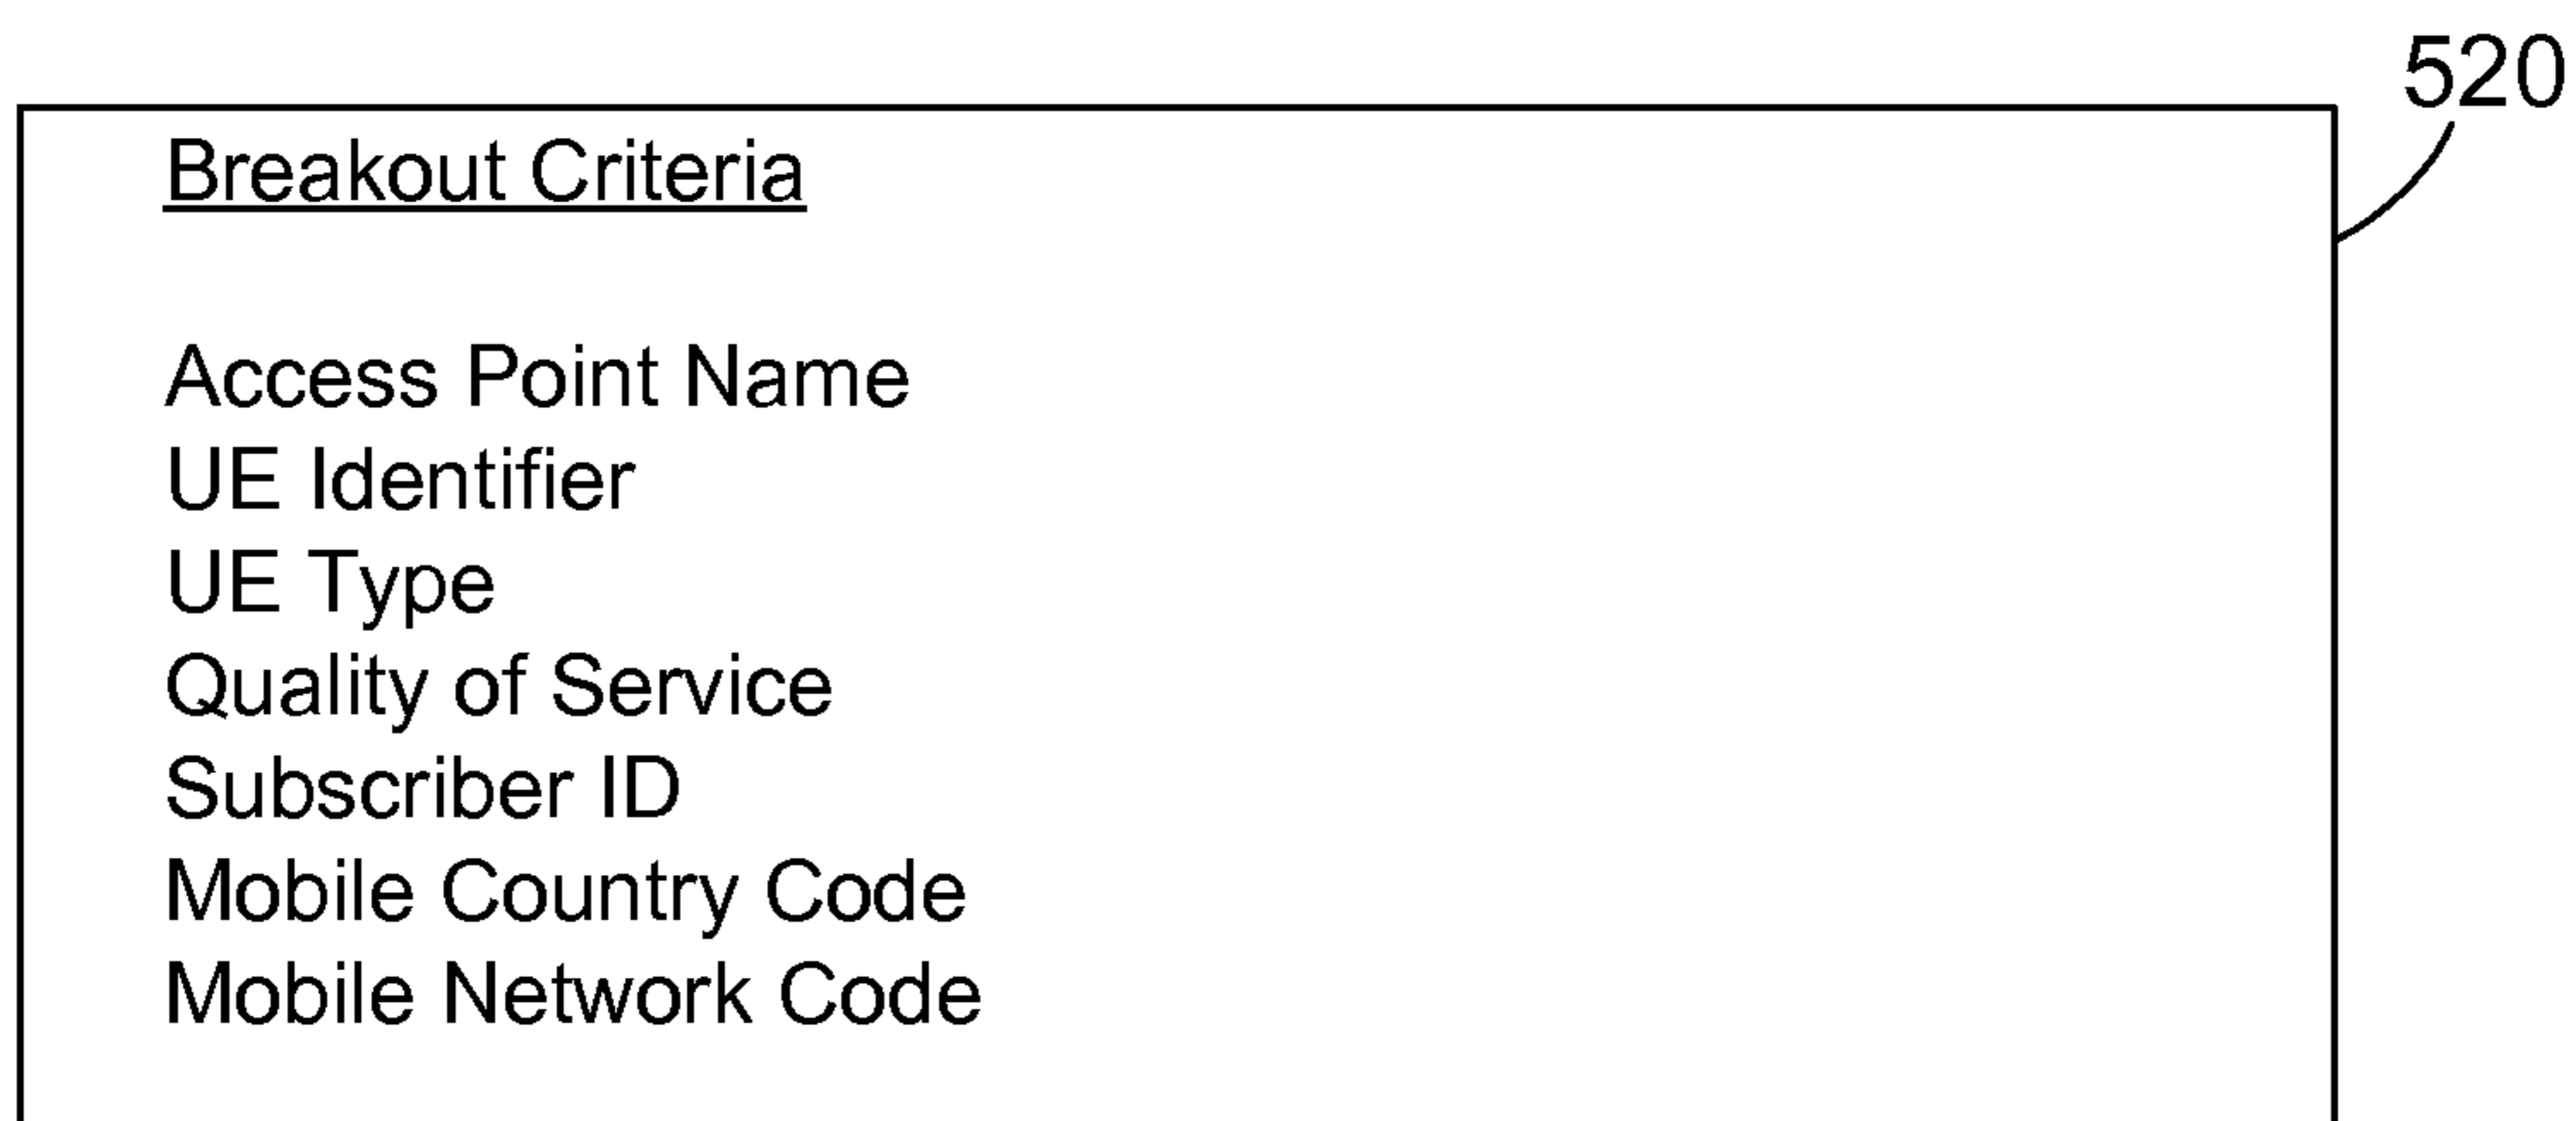 520
Breakout Criteria
Access Point Name
UE Identifier
UE Type
Quality of Service
Subscriber ID
Mobile Country Code
Mobile Network Code